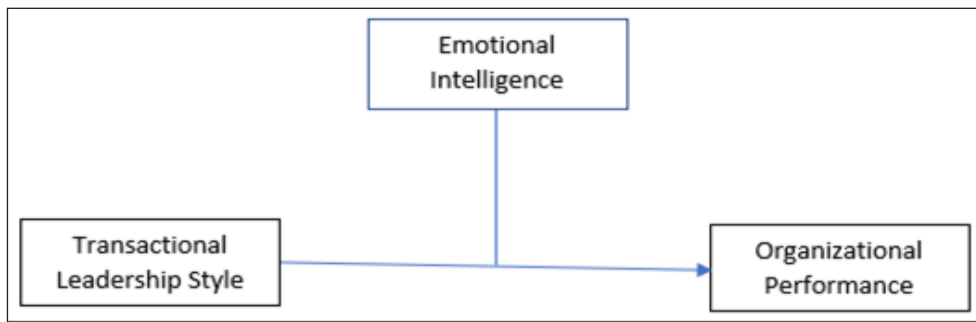 Emotional
Intelligence
Transactional
Leadership Style
Organizational
Performance